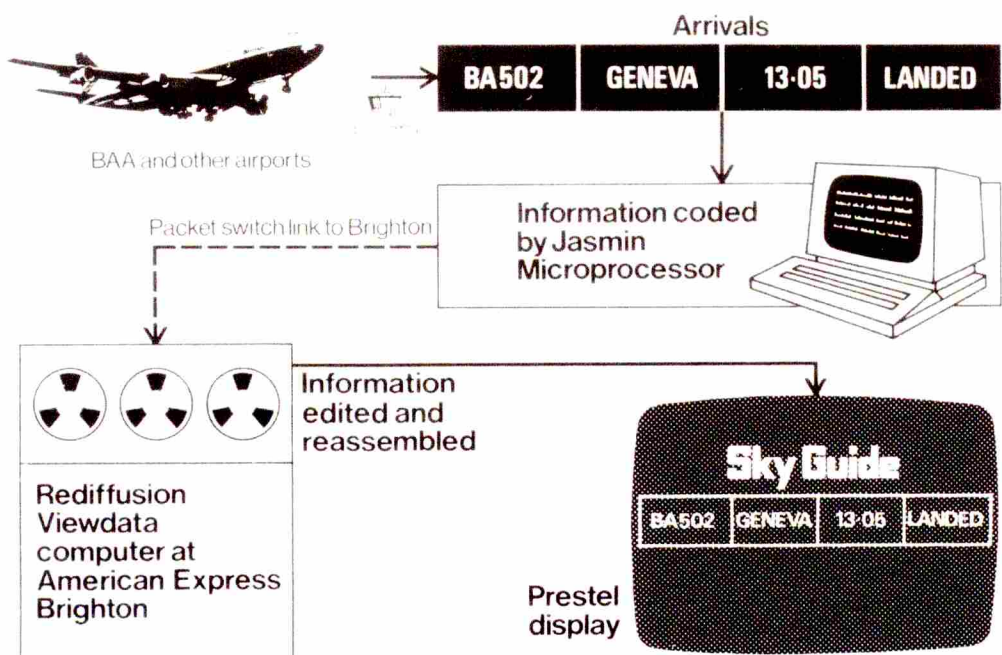 Arrivals
BA502 GENEVA 13·05 LANDED
BAA and other airports
Packet switch link to Brighton
Information coded
by Jasmin
Microprocessor
Information
edited and
reassembled
Rediffusion
Viewdata
computer at
American Express
Brighton
Sky Guide
BA502 GENEVA 13·05 LANDED
Prestel
display